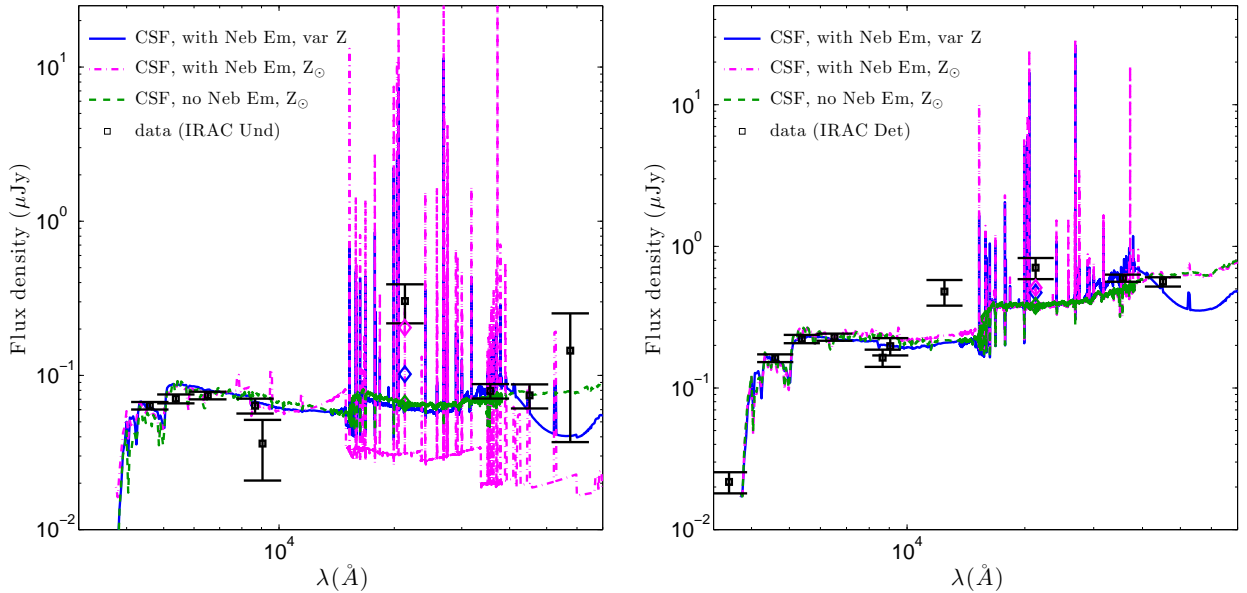 CSF, with Neb Em, var Z
CSF, with Neb Em, Z⊙
CSF, no Neb Em, Z⊙
data (IRAC Und)
10¹
10⁰
10⁻¹
10⁻²
10⁴
Flux density (μJy)
λ(Å)
CSF, with Neb Em, var Z
CSF, with Neb Em, Z⊙
CSF, no Neb Em, Z⊙
data (IRAC Det)
10¹
10⁰
10⁻¹
10⁻²
10⁴
Flux density (μJy)
λ(Å)